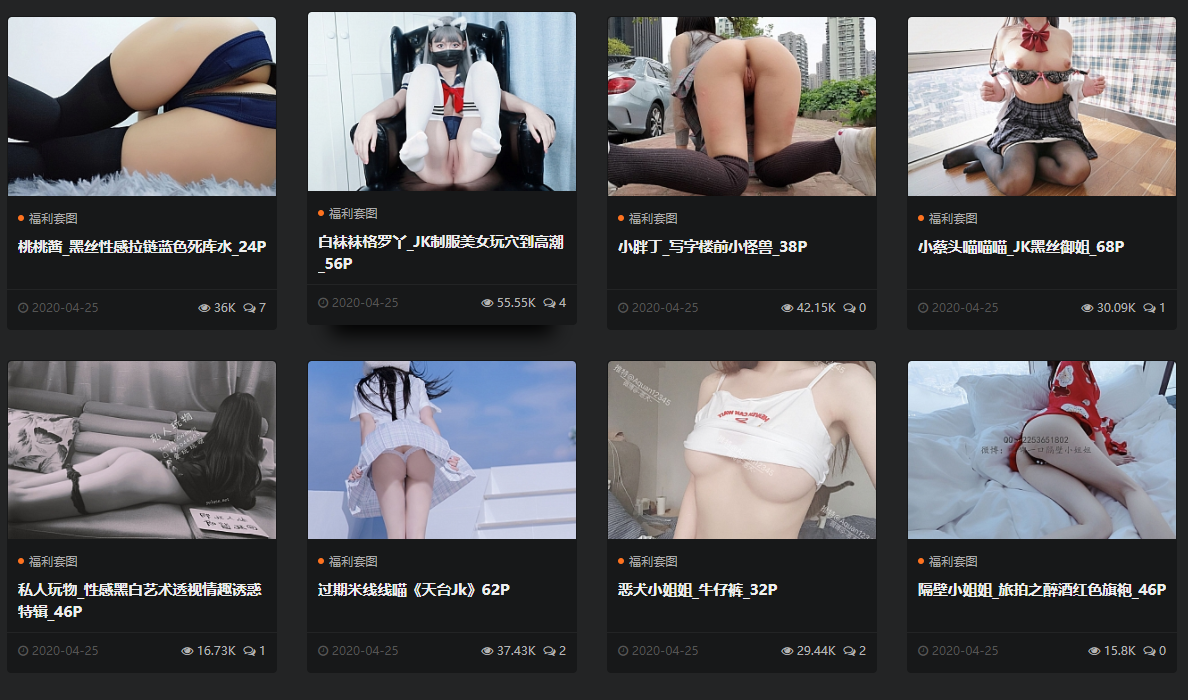 福利套图
桃桃酱_黑丝性感拉链蓝色死库水_24P
2020-04-25 36K 7
福利套图
白袜袜格罗丫_JK制服美女玩穴到高潮
_56P
2020-04-25 55.55K 4
福利套图
小胖丁_写字楼前小怪兽_38P
2020-04-25 42.15K 0
福利套图
小蔡头喵喵喵_JK黑丝御姐_68P
2020-04-25 30.09K 1
私人玩物
福利套图
私人玩物_性感黑白艺术透视情趣诱惑
特辑_46P
2020-04-25 16.73K 1
福利套图
过期米线线喵《天台Jk》62P
2020-04-25 37.43K 2
福利套图
恶犬小姐姐_牛仔裤_32P
2020-04-25 29.44K 2
福利套图
隔壁小姐姐_旅拍之醉酒红色旗袍_46P
2020-04-25 15.8K 0